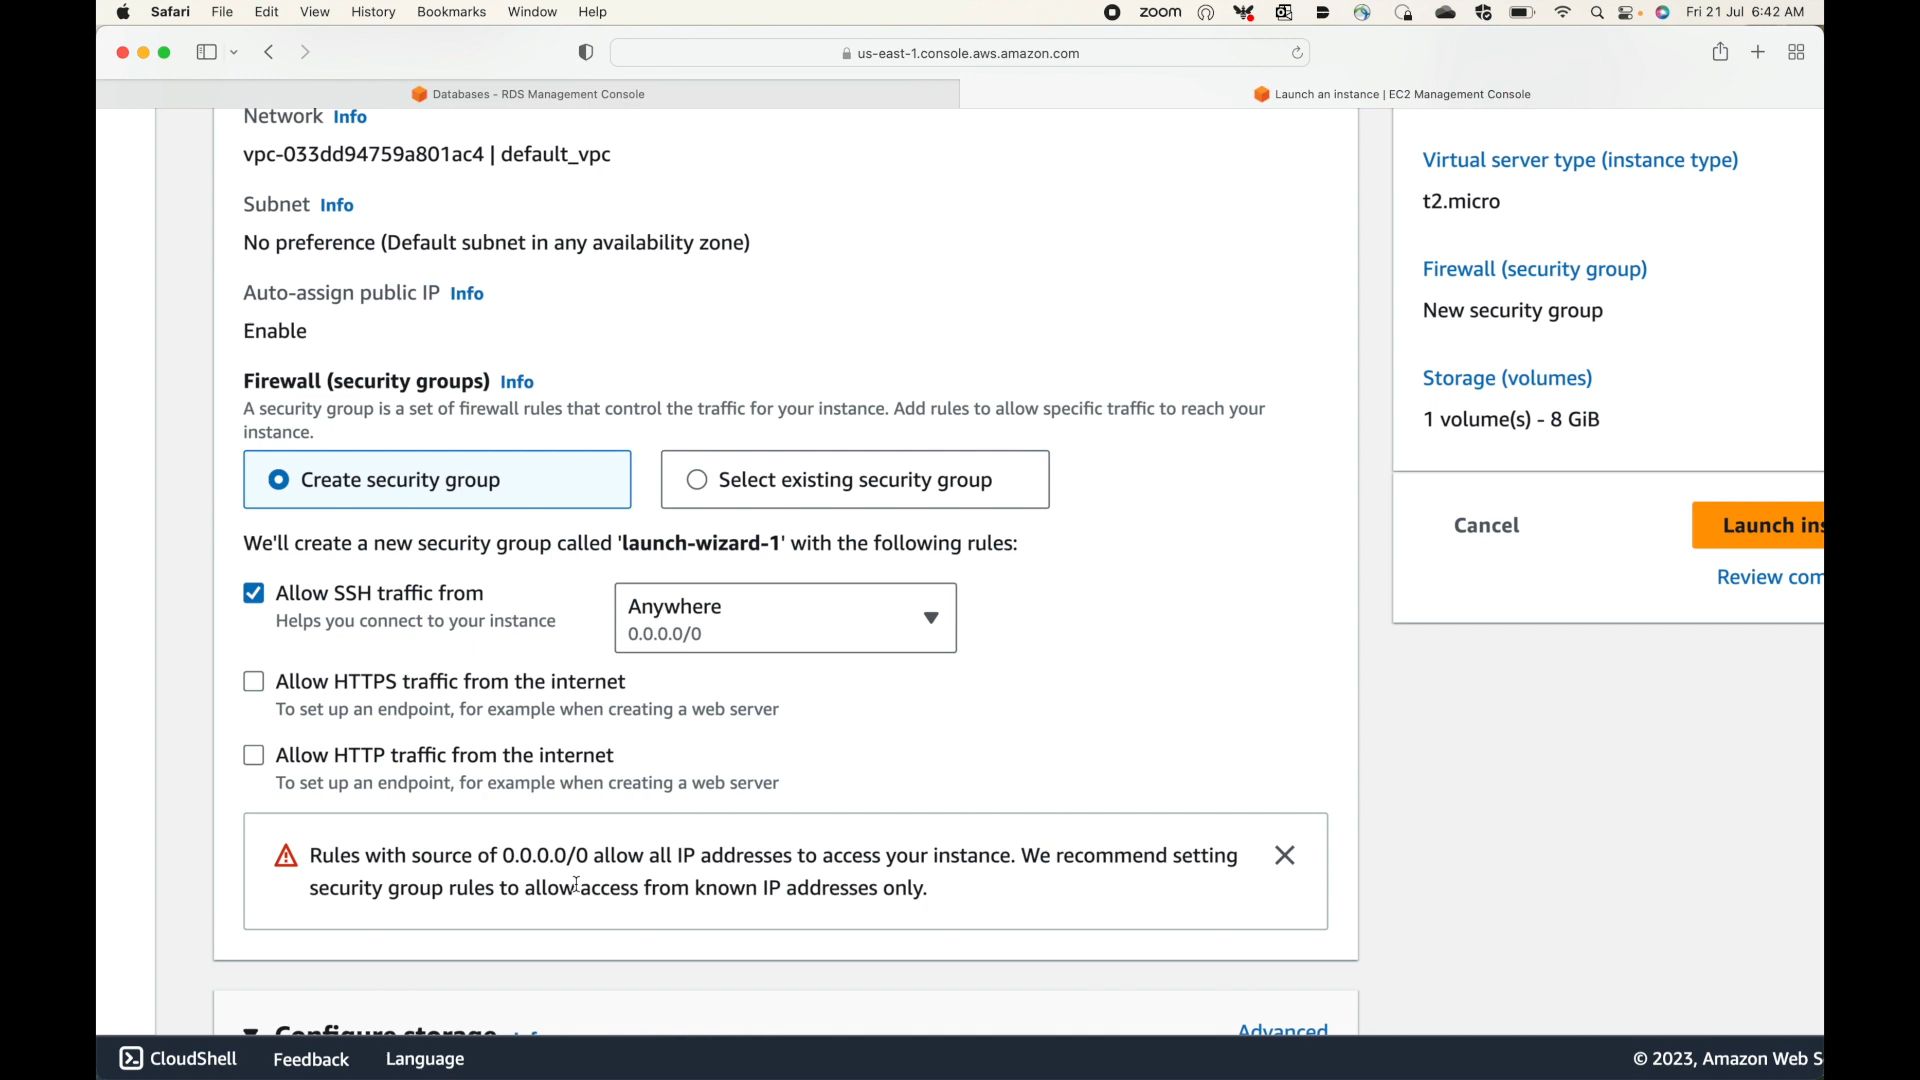 Safari File Edit View History Bookmarks Window Help zoom Fri 21 Jul 6:42 AM
us-east-1.console.aws.amazon.com
Databases - RDS Management Console
Launch an instance | EC2 Management Console
Network Info
vpc-033dd94759a801ac4 | default_vpc
Subnet Info
No preference (Default subnet in any availability zone)
Auto-assign public IP Info
Enable
Firewall (security groups) Info
A security group is a set of firewall rules that control the traffic for your instance. Add rules to allow specific traffic to reach your
instance.
Create security group
Select existing security group
We'll create a new security group called 'launch-wizard-1' with the following rules:
Allow SSH traffic from
Helps you connect to your instance
Anywhere
0.0.0.0/0
Allow HTTPS traffic from the internet
To set up an endpoint, for example when creating a web server
Allow HTTP traffic from the internet
To set up an endpoint, for example when creating a web server
Rules with source of 0.0.0.0/0 allow all IP addresses to access your instance. We recommend setting
security group rules to allow access from known IP addresses only.
Configure storage Info
Advanced
Virtual server type (instance type)
t2.micro
Firewall (security group)
New security group
Storage (volumes)
1 volume(s) - 8 GiB
Cancel
Launch ins
Review com
CloudShell Feedback Language
© 2023, Amazon Web S